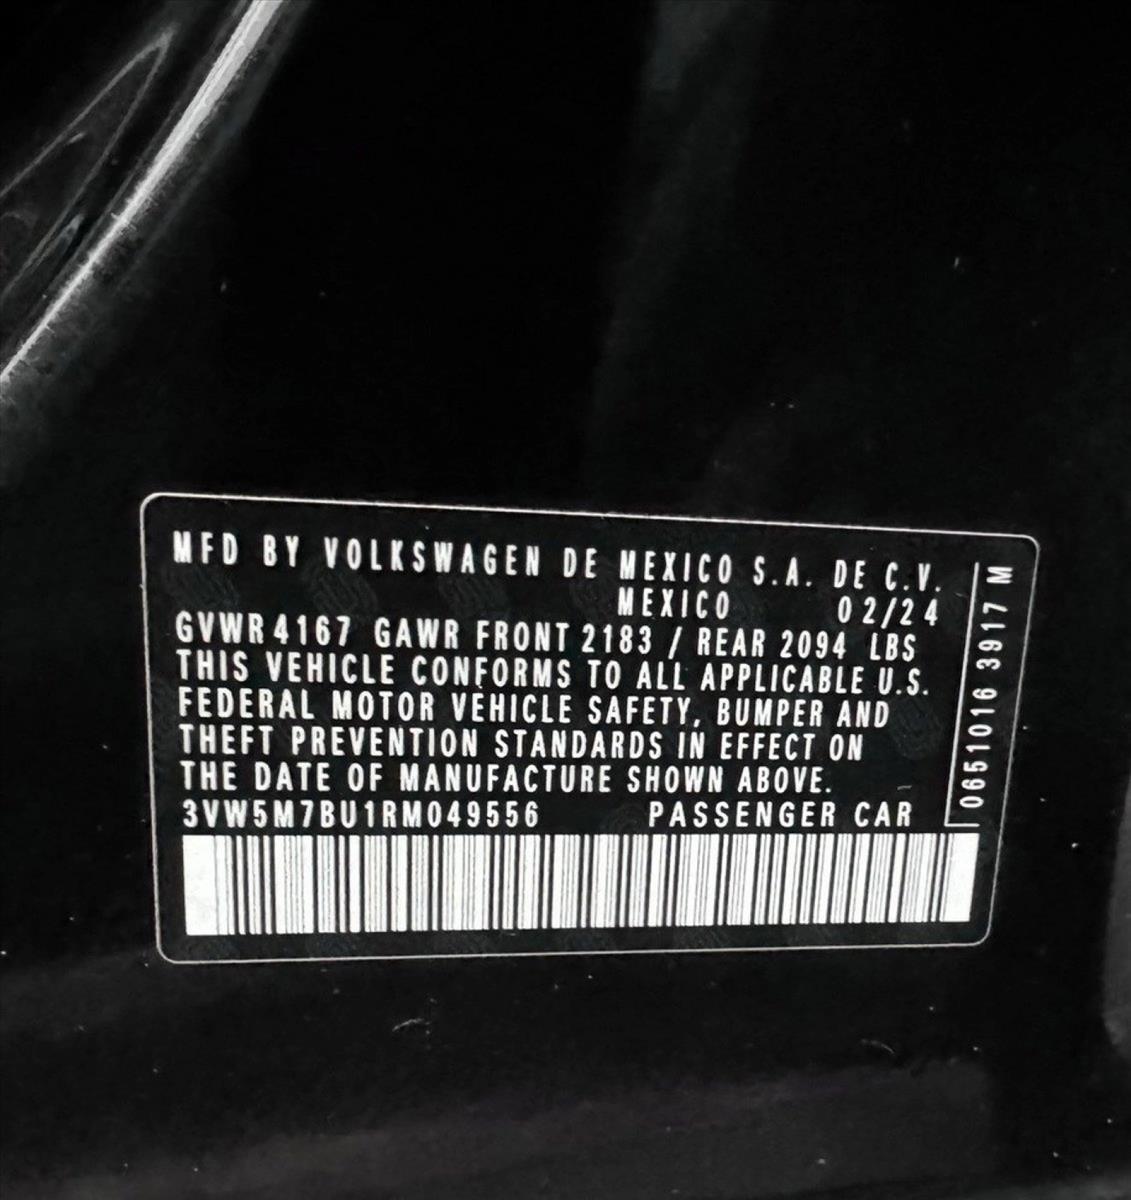 MFD BY VOLKSWAGEN DE MEXICO S.A. DE C.V.
MEXICO 02/24
GVWR 4167 GAWR FRONT 2183 / REAR 2094 LBS
THIS VEHICLE CONFORMS TO ALL APPLICABLE U.S.
FEDERAL MOTOR VEHICLE SAFETY, BUMPER AND
THEFT PREVENTION STANDARDS IN EFFECT ON
THE DATE OF MANUFACTURE SHOWN ABOVE.
3VW5M7BU1RM049556 PASSENGER CAR
0651016 3917 M